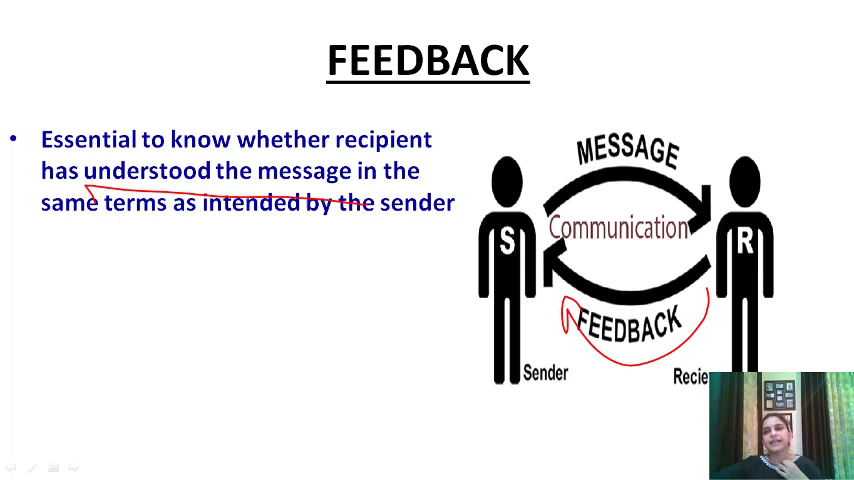 FEEDBACK
• Essential to know whether recipient
has understood the message in the
same terms as intended by the sender
MESSAGE
Communication
S
R
FEEDBACK
Sender
Recie